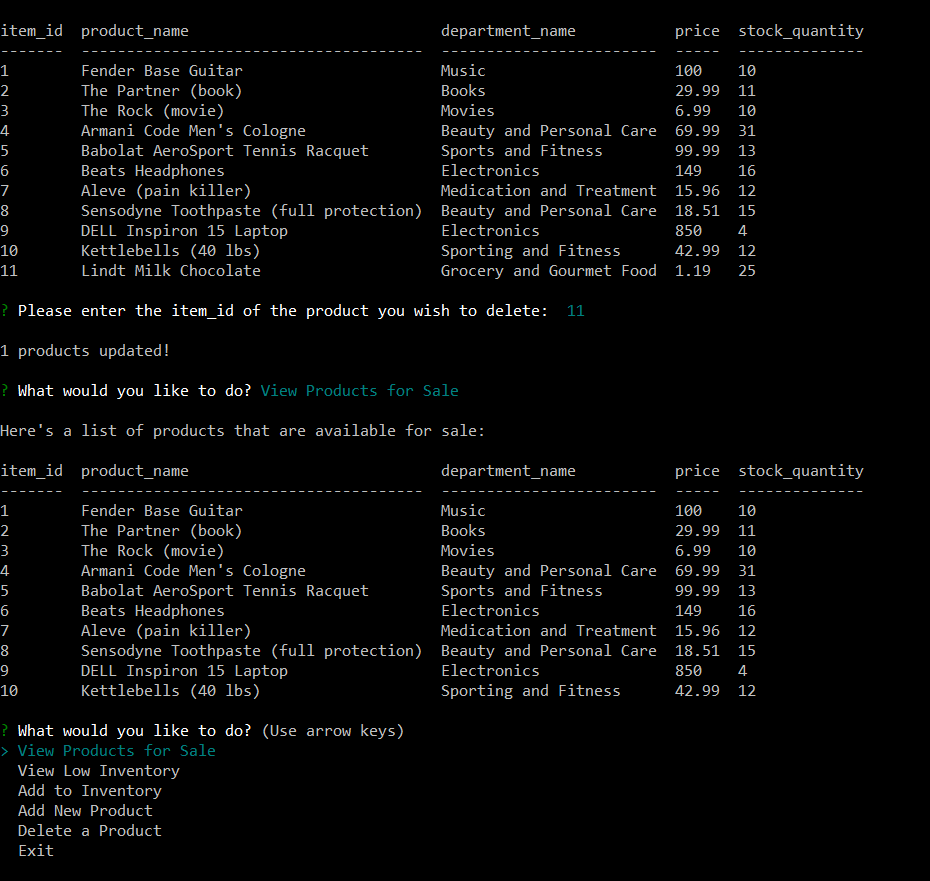 item_id  product_name                            department_name          price  stock_quantity
-------  --------------------------------------  ------------------------  -----  --------------
1        Fender Base Guitar                      Music                     100    10
2        The Partner (book)                      Books                     29.99  11
3        The Rock (movie)                        Movies                    6.99   10
4        Armani Code Men's Cologne               Beauty and Personal Care  69.99  31
5        Babolat AeroSport Tennis Racquet        Sports and Fitness        99.99  13
6        Beats Headphones                        Electronics               149    16
7        Aleve (pain killer)                     Medication and Treatment  15.96  12
8        Sensodyne Toothpaste (full protection)  Beauty and Personal Care  18.51  15
9        DELL Inspiron 15 Laptop                 Electronics               850    4
10       Kettlebells (40 lbs)                    Sporting and Fitness      42.99  12
11       Lindt Milk Chocolate                    Grocery and Gourmet Food  1.19   25
? Please enter the item_id of the product you wish to delete:  11
1 products updated!
? What would you like to do? View Products for Sale
Here's a list of products that are available for sale:
item_id  product_name                            department_name           price  stock_quantity
-------  --------------------------------------  ------------------------  -----  --------------
1        Fender Base Guitar                      Music                     100    10
2        The Partner (book)                      Books                     29.99  11
3        The Rock (movie)                        Movies                    6.99   10
4        Armani Code Men's Cologne               Beauty and Personal Care  69.99  31
5        Babolat AeroSport Tennis Racquet        Sports and Fitness        99.99  13
6        Beats Headphones                        Electronics               149    16
7        Aleve (pain killer)                     Medication and Treatment  15.96  12
8        Sensodyne Toothpaste (full protection)  Beauty and Personal Care  18.51  15
9        DELL Inspiron 15 Laptop                 Electronics               850    4
10       Kettlebells (40 lbs)                    Sporting and Fitness      42.99  12
? What would you like to do? (Use arrow keys)
> View Products for Sale
  View Low Inventory
  Add to Inventory
  Add New Product
  Delete a Product
  Exit